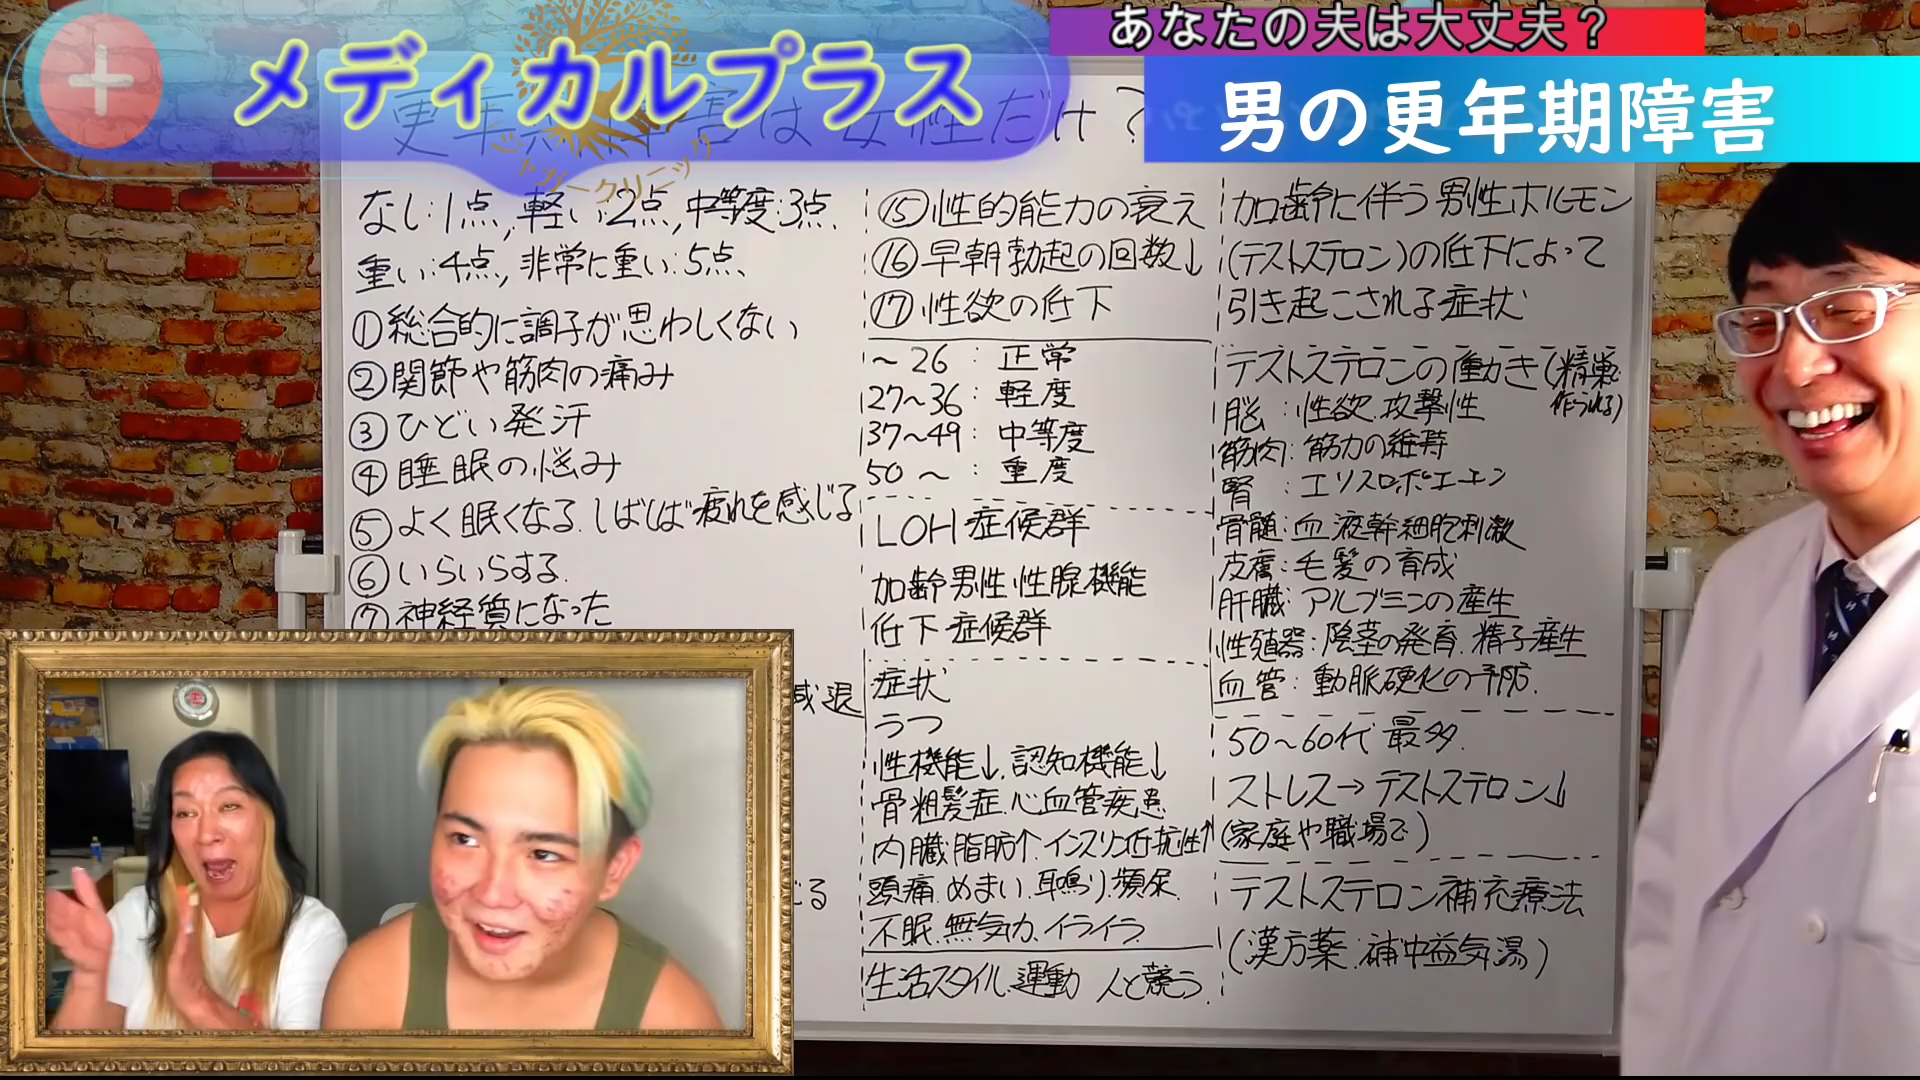 メディカルプラス
あなたの夫は大丈夫？
男の更年期障害
更年期障害は女性だけ？
クリニック
なし:1点,軽い:2点,中等度:3点.
重い:4点,非常に重い:5点、
①総合的に調子が思わしくない
②関節や筋肉の痛み
③ひどい発汗
④睡眠の悩み
⑤よく眠くなる.しばしば疲れを感じる
⑥いらいらする.
⑦神経質になった
減退
じる
⑮性的能力の衰え
⑯早朝勃起の回数↓
⑰性欲の低下
～26：正常
27～36：軽度
37～49：中等度
50～：重度
LOH症候群
加齢男性性腺機能
低下症候群
症状
うつ
性機能↓.認知機能↓
骨粗鬆症.心血管疾患
内臓脂肪↑.インスリン抵抗性↑
頭痛.めまい.耳鳴り.頻尿.
不眠.無気力、イライラ.
生活スタイル.運動 人と競う.
加齢に伴う男性ホルモン
(テストステロン)の低下によって
引き起こされる症状
テストステロンの働き(精巣で
作られる)
脳：性欲.攻撃性
筋肉:筋力の維持
腎：エリスロポエエン
骨髄:血液幹細胞刺激
皮膚:毛髪の育成
肝臓:アルブミンの産生
性殖器:陰茎の発育.精子産生
血管:動脈硬化の予防.
50～60代最多.
ストレス→テストステロン↓
(家庭や職場で)
テストステロン補充療法
(漢方薬:補中益気湯)